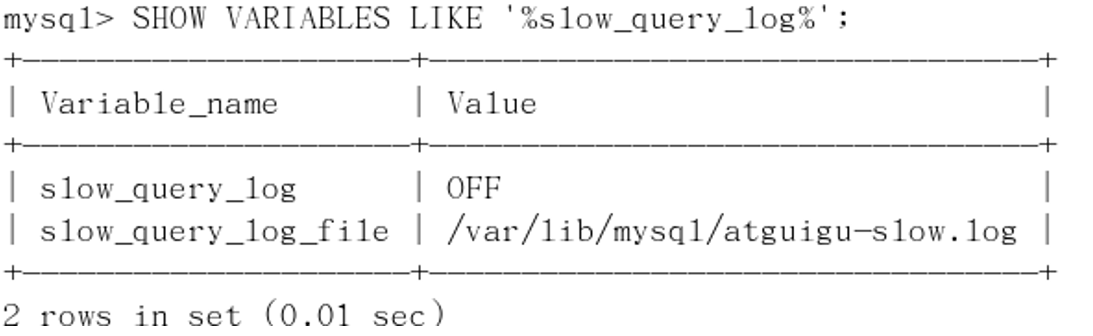 mysql> SHOW VARIABLES LIKE '%slow_query_log%';
+---------------------+---------------------------------+
| Variable_name       | Value                           |
+---------------------+---------------------------------+
| slow_query_log      | OFF                             |
| slow_query_log_file | /var/lib/mysql/atguigu-slow.log |
+---------------------+---------------------------------+
2 rows in set (0.01 sec)